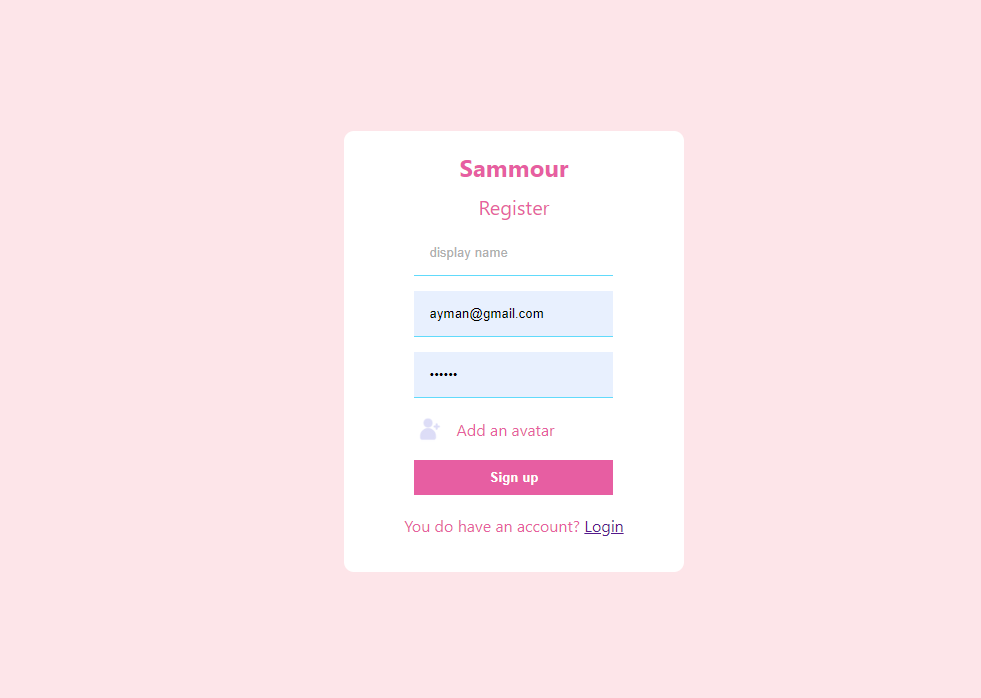 Sammour
Register
display name
ayman@gmail.com
••••••
Add an avatar
Sign up
You do have an account? Login